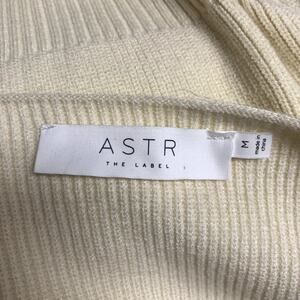 ASTR
THE LABEL
M
made in
china